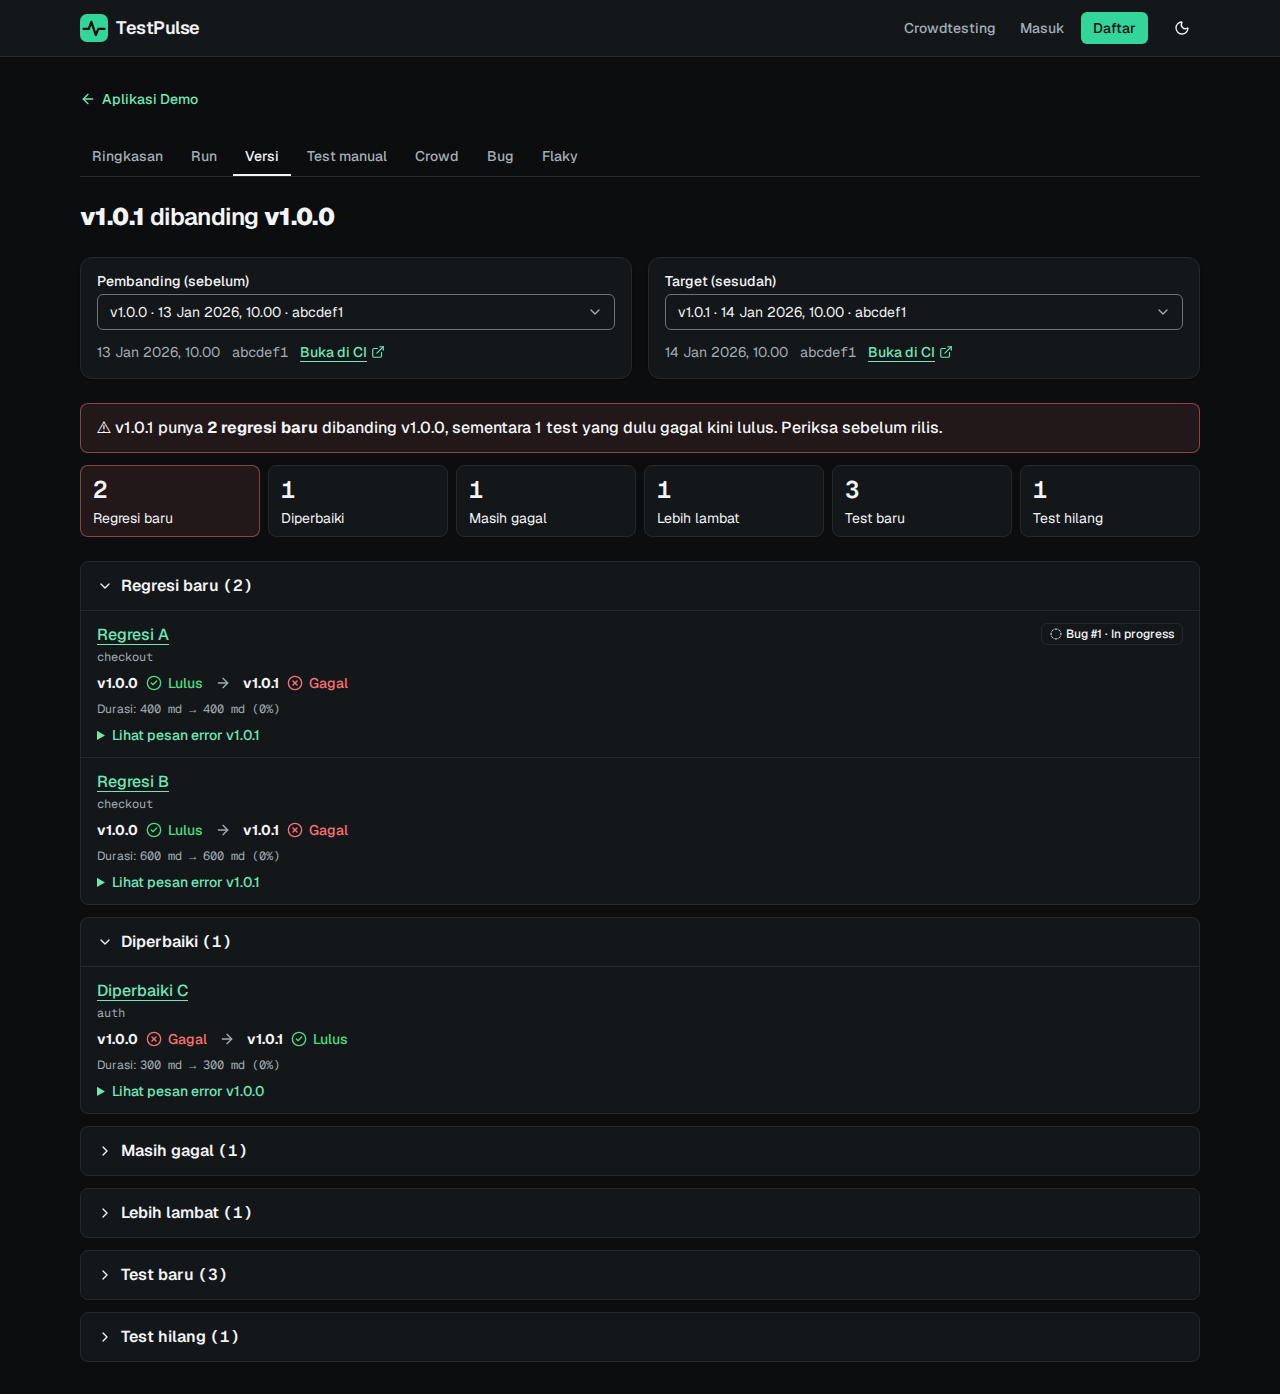 TestPulse
Crowdtesting Masuk Daftar
← Aplikasi Demo
Ringkasan Run Versi Test manual Crowd Bug Flaky
v1.0.1 dibanding v1.0.0
Pembanding (sebelum)
v1.0.0 · 13 Jan 2026, 10.00 · abcdef1
13 Jan 2026, 10.00 abcdef1 Buka di CI
Target (sesudah)
v1.0.1 · 14 Jan 2026, 10.00 · abcdef1
14 Jan 2026, 10.00 abcdef1 Buka di CI
⚠ v1.0.1 punya 2 regresi baru dibanding v1.0.0, sementara 1 test yang dulu gagal kini lulus. Periksa sebelum rilis.
2
Regresi baru
1
Diperbaiki
1
Masih gagal
1
Lebih lambat
3
Test baru
1
Test hilang
Regresi baru (2)
Regresi A
Bug #1 · In progress
checkout
v1.0.0 Lulus → v1.0.1 Gagal
Durasi: 400 md → 400 md (0%)
▶ Lihat pesan error v1.0.1
Regresi B
checkout
v1.0.0 Lulus → v1.0.1 Gagal
Durasi: 600 md → 600 md (0%)
▶ Lihat pesan error v1.0.1
Diperbaiki (1)
Diperbaiki C
auth
v1.0.0 Gagal → v1.0.1 Lulus
Durasi: 300 md → 300 md (0%)
▶ Lihat pesan error v1.0.0
Masih gagal (1)
Lebih lambat (1)
Test baru (3)
Test hilang (1)